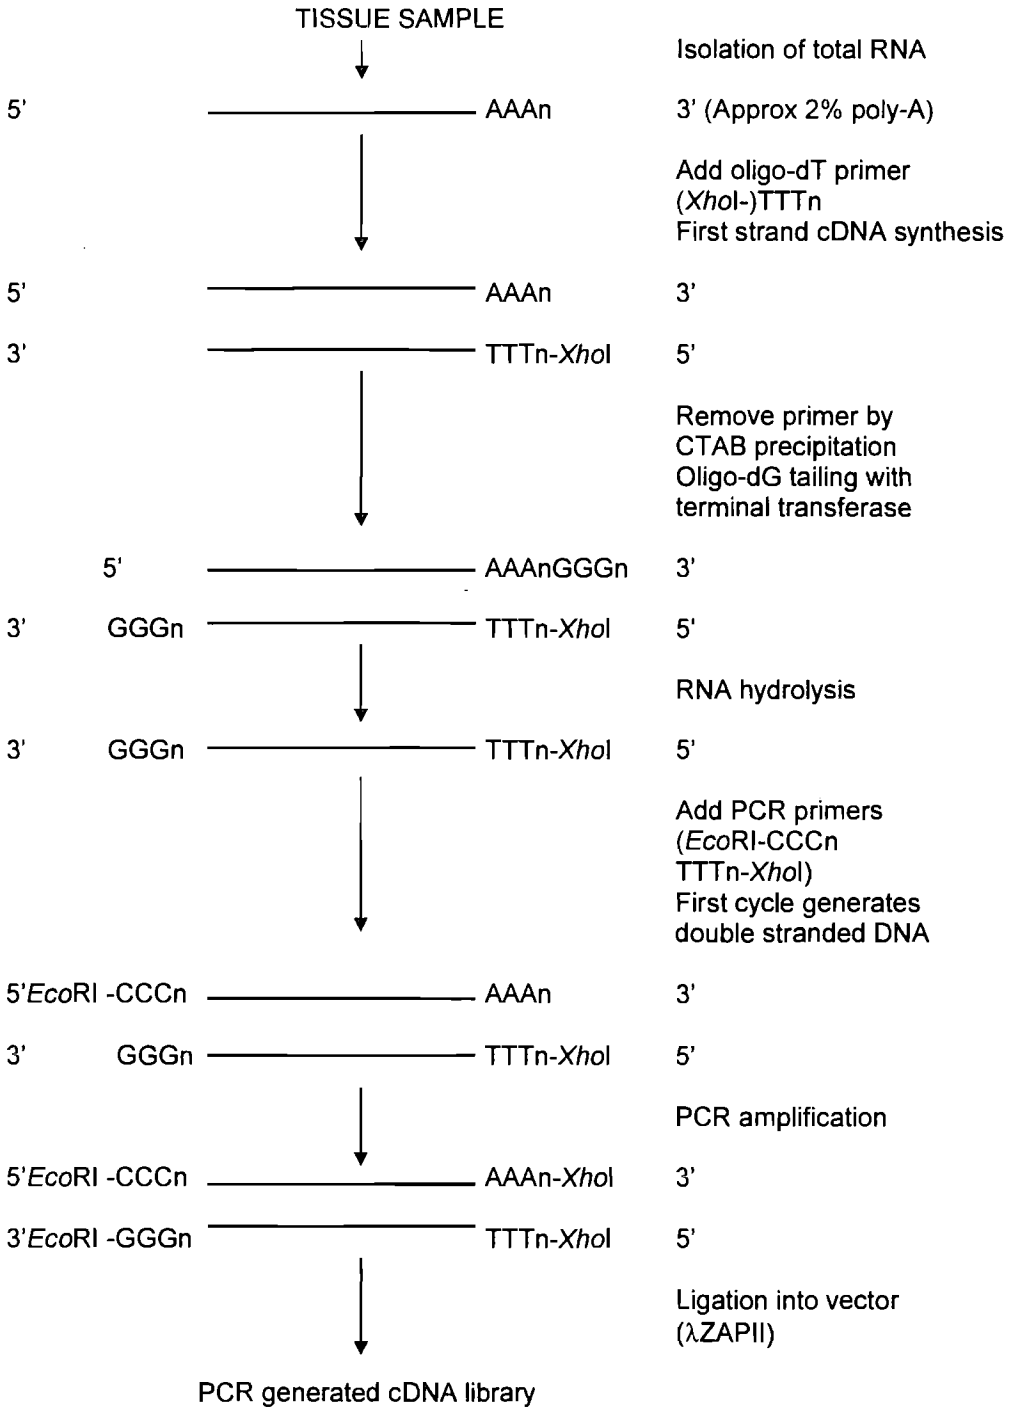 TISSUE SAMPLE
Isolation of total RNA
5' AAAn 3' (Approx 2% poly-A)
Add oligo-dT primer
(XhoI-)TTTn
First strand cDNA synthesis
5' AAAn 3'
3' TTTn-XhoI 5'
Remove primer by
CTAB precipitation
Oligo-dG tailing with
terminal transferase
5' AAAnGGGn 3'
3' GGGn TTTn-XhoI 5'
RNA hydrolysis
3' GGGn TTTn-XhoI 5'
Add PCR primers
(EcoRI-CCCn
TTTn-XhoI)
First cycle generates
double stranded DNA
5'EcoRI -CCCn AAAn 3'
3' GGGn TTTn-XhoI 5'
PCR amplification
5'EcoRI -CCCn AAAn-XhoI 3'
3'EcoRI -GGGn TTTn-XhoI 5'
Ligation into vector
(λZAPII)
PCR generated cDNA library